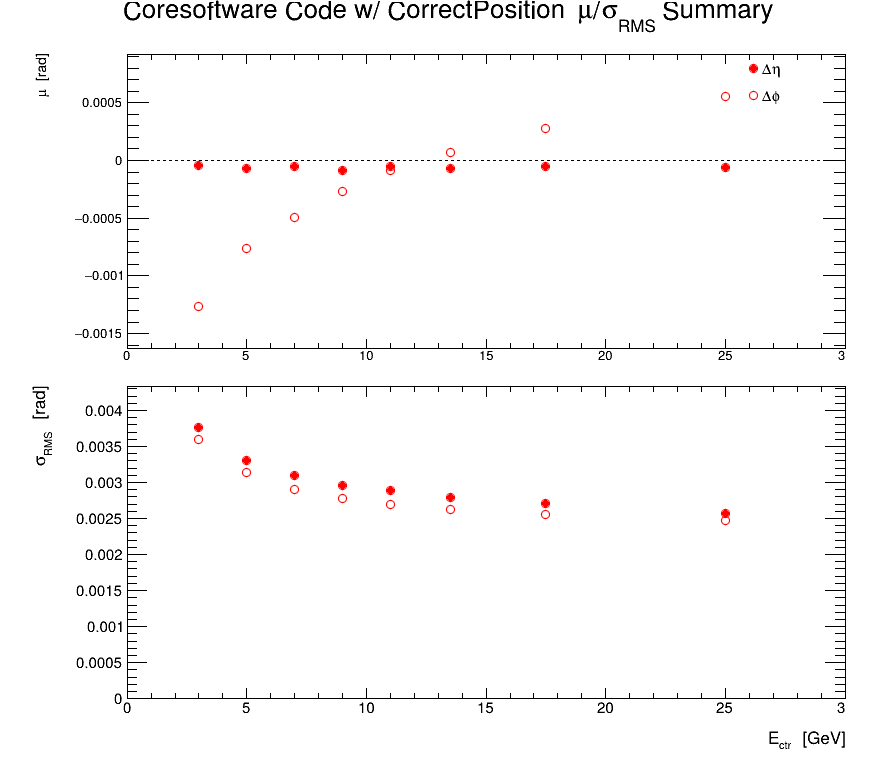 Coresoftware Code w/ CorrectPosition μ/σRMS Summary
μ [rad]
0.0005
0
−0.0005
−0.001
−0.0015
Δη
Δϕ
0 5 10 15 20 25 3
σRMS [rad]
0.004
0.0035
0.003
0.0025
0.002
0.0015
0.001
0.0005
0
0 5 10 15 20 25 3
Ectr [GeV]